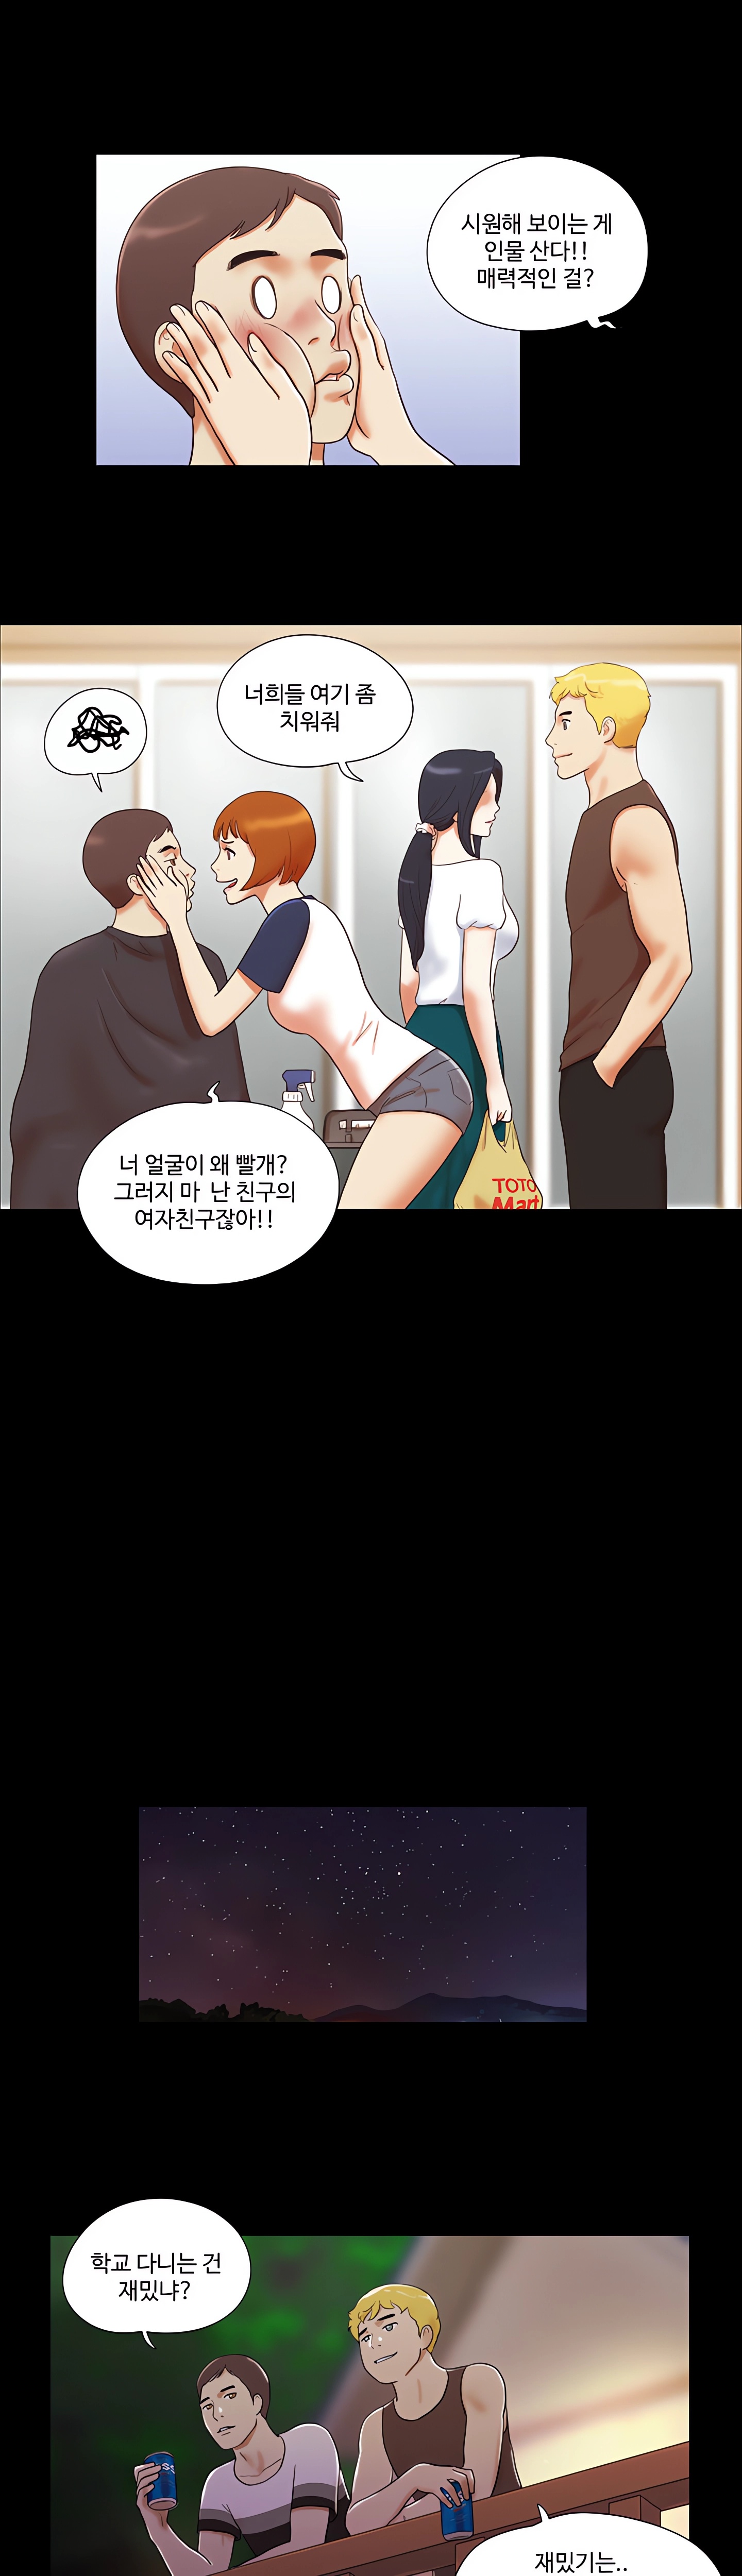 시원해 보이는 게
인물 산다!!
매력적인 걸?
너희들 여기 좀
치워줘
너 얼굴이 왜 빨개?
그러지 마 난 친구의
여자친구잖아!!
TOTO
Mart
학교 다니는 건
재밌냐?
재밌기는..